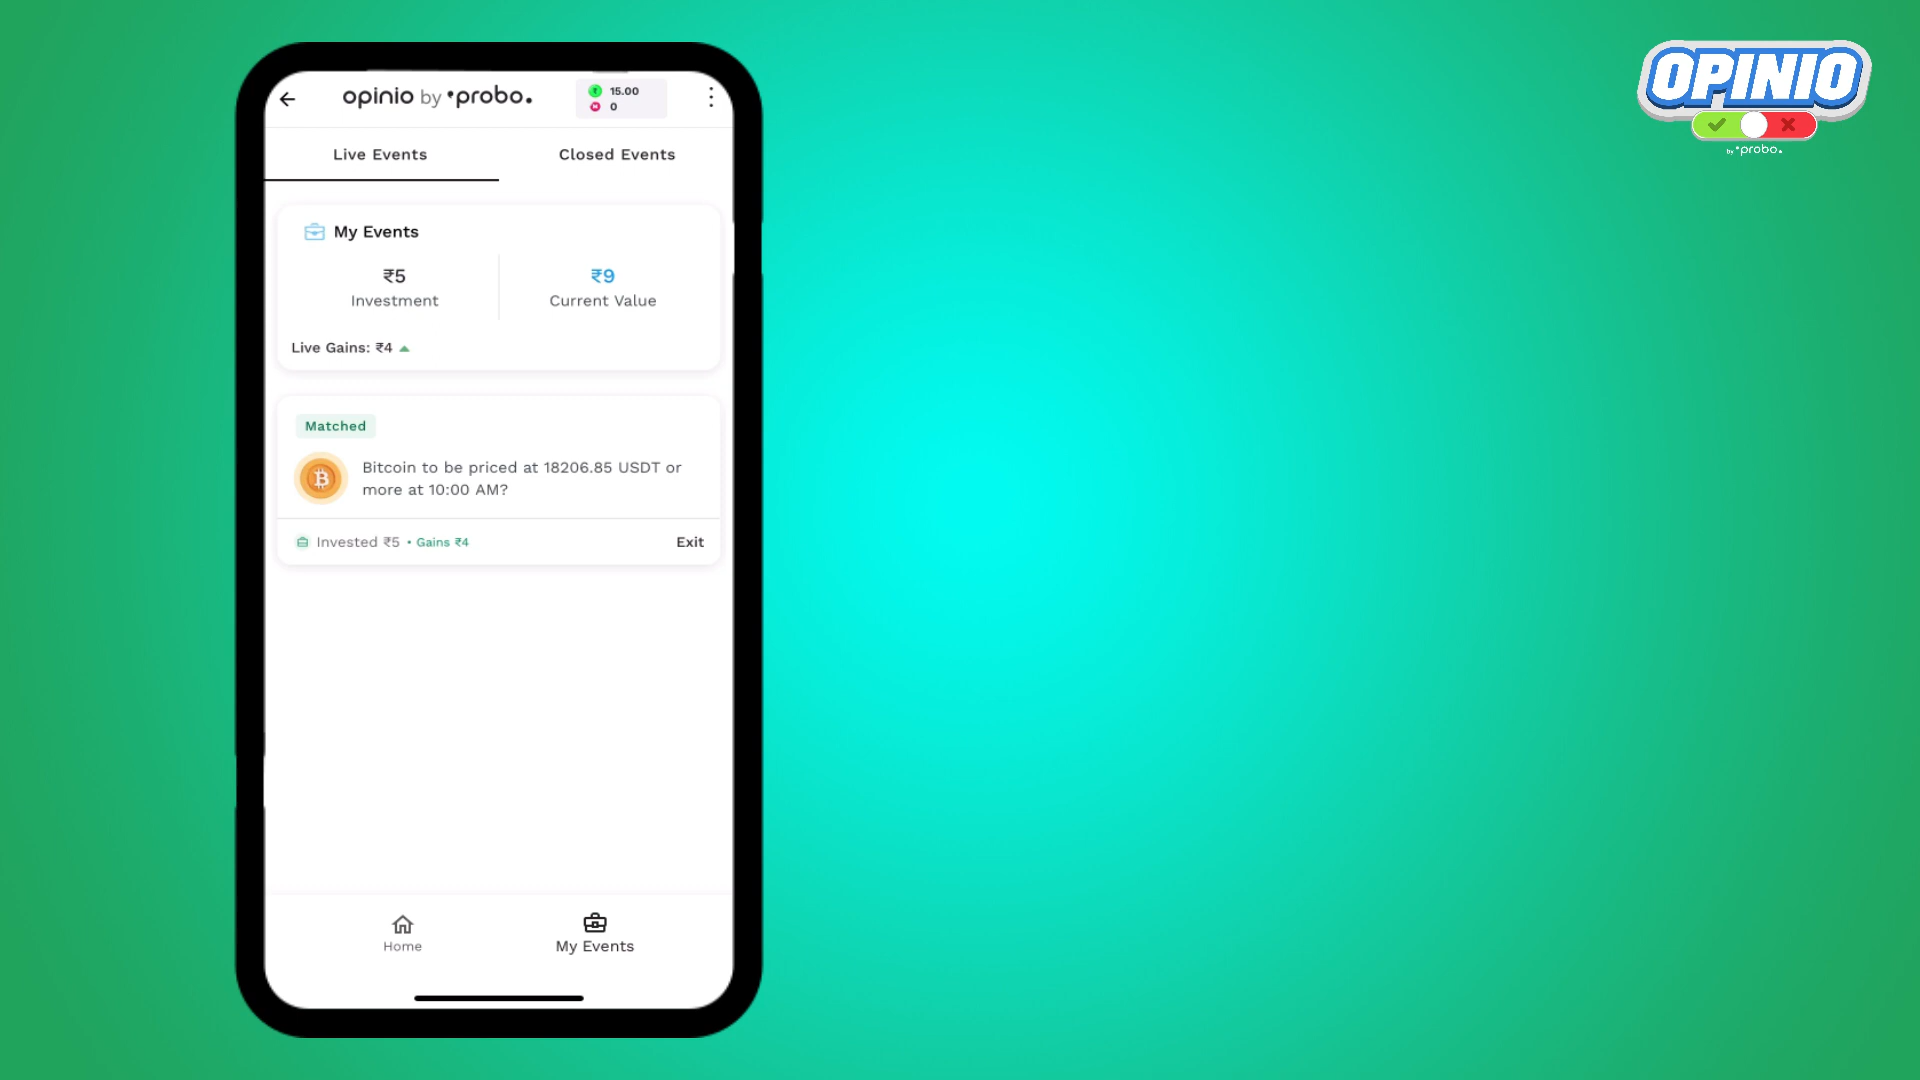 opinio by •probo.
15.00
0
Live Events
Closed Events
My Events
₹5
Investment
₹9
Current Value
Live Gains: ₹4
Matched
Bitcoin to be priced at 18206.85 USDT or
more at 10:00 AM?
Invested ₹5 • Gains ₹4
Exit
Home
My Events
OPINIO
by •probo.